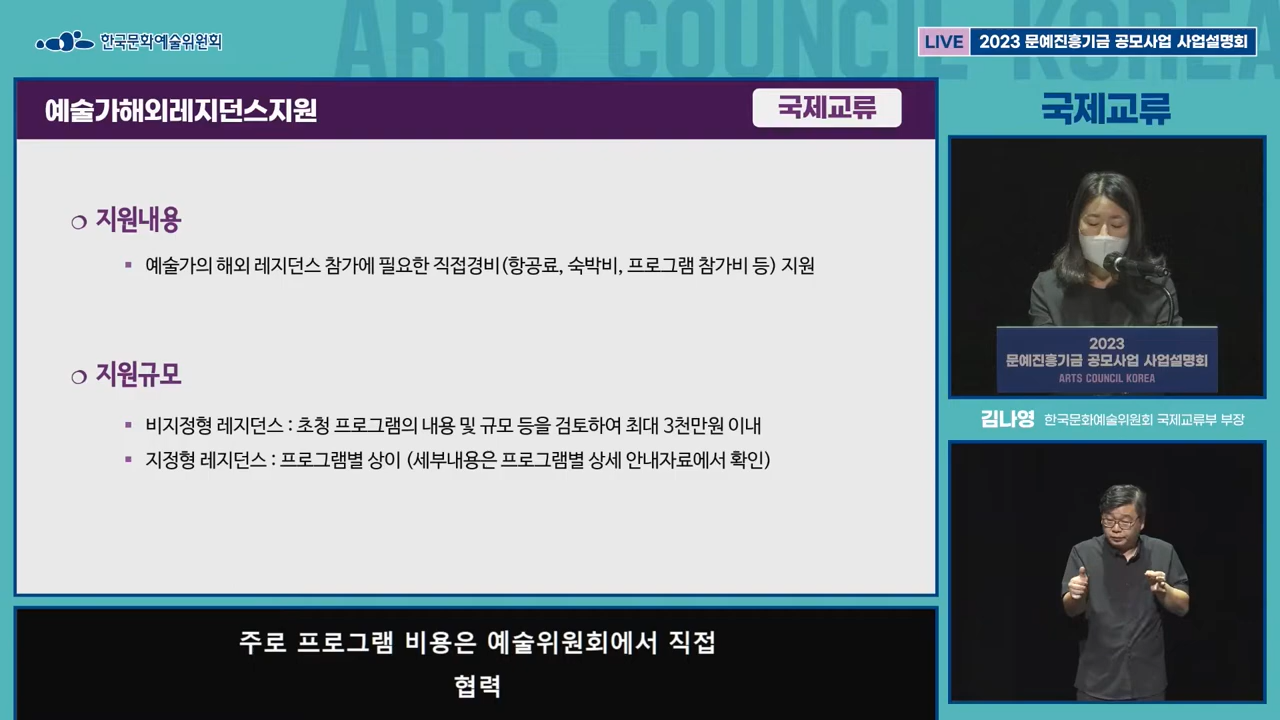 ARTS COUNCIL KOREA
한국문화예술위원회
LIVE 2023 문예진흥기금 공모사업 사업설명회
예술가해외레지던스지원
국제교류
국제교류
❍ 지원내용
▪ 예술가의 해외 레지던스 참가에 필요한 직접경비(항공료, 숙박비, 프로그램 참가비 등) 지원
❍ 지원규모
▪ 비지정형 레지던스 : 초청 프로그램의 내용 및 규모 등을 검토하여 최대 3천만원 이내
▪ 지정형 레지던스 : 프로그램별 상이 (세부내용은 프로그램별 상세 안내자료에서 확인)
2023
문예진흥기금 공모사업 사업설명회
ARTS COUNCIL KOREA
김나영 한국문화예술위원회 국제교류부 부장
주로 프로그램 비용은 예술위원회에서 직접
협력